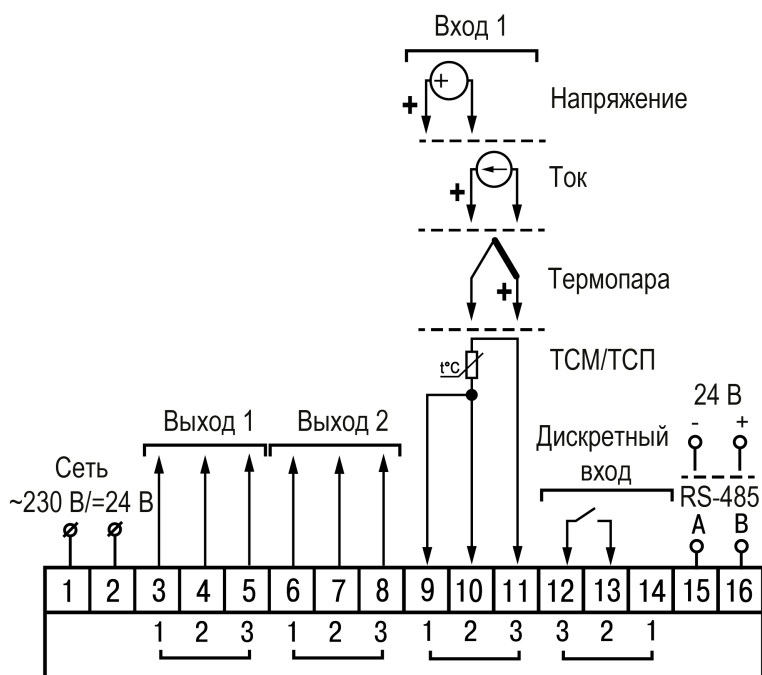 Вход 1
+
+
Напряжение
+
Ток
+
Термопара
t°C
ТСМ/ТСП
Выход 1
Выход 2
Дискретный
вход
24 В
- +
RS-485
A B
Сеть
~230 В/=24 В
1 2 3 4 5 6 7 8 9 10 11 12 13 14 15 16
1 2 3 1 2 3 1 2 3 3 2 1